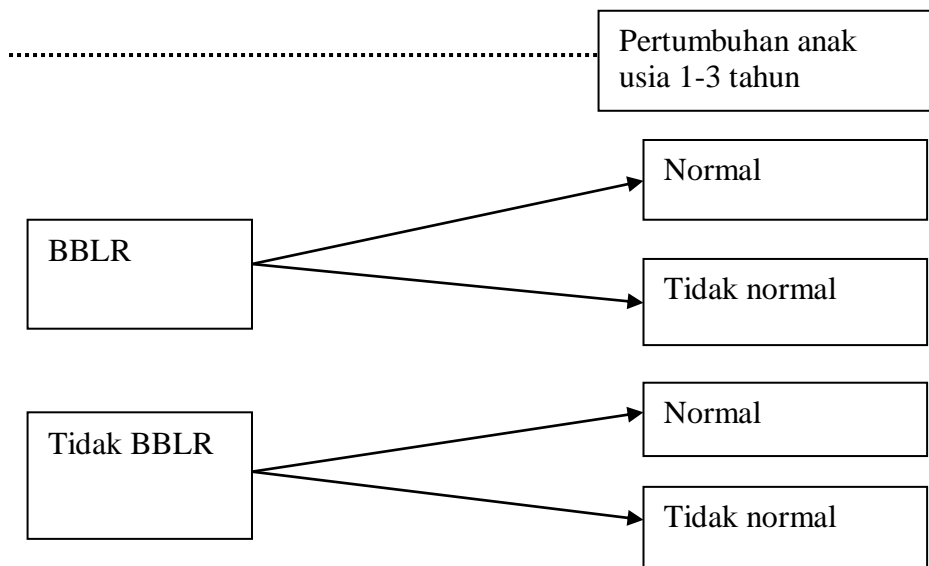 Pertumbuhan anak
usia 1-3 tahun
Normal
BBLR
Tidak normal
Normal
Tidak BBLR
Tidak normal